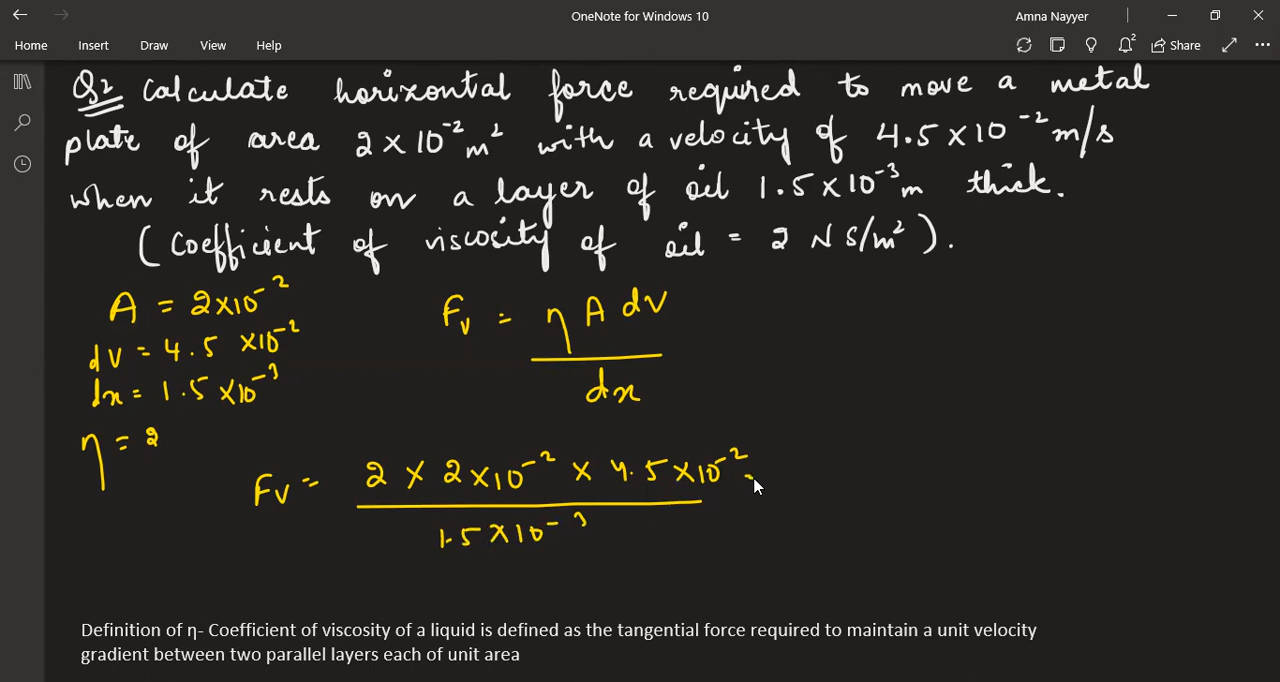 OneNote for Windows 10
Amna Nayyer
Home Insert Draw View Help
2 Share
Q2 Calculate horizontal force required to move a metal
plate of area 2×10⁻²m² with a velocity of 4.5×10⁻²m/s
when it rests on a layer of oil 1.5×10⁻³m thick.
(Coefficient of viscosity of oil = 2 NS/m²).
A = 2×10⁻²
dv = 4.5 ×10⁻²
dx = 1.5×10⁻³
η = 2
Fv = η A dv
dx
Fv = 2 × 2×10⁻² × 4.5×10⁻²
1.5×10⁻³
Definition of η- Coefficient of viscosity of a liquid is defined as the tangential force required to maintain a unit velocity
gradient between two parallel layers each of unit area